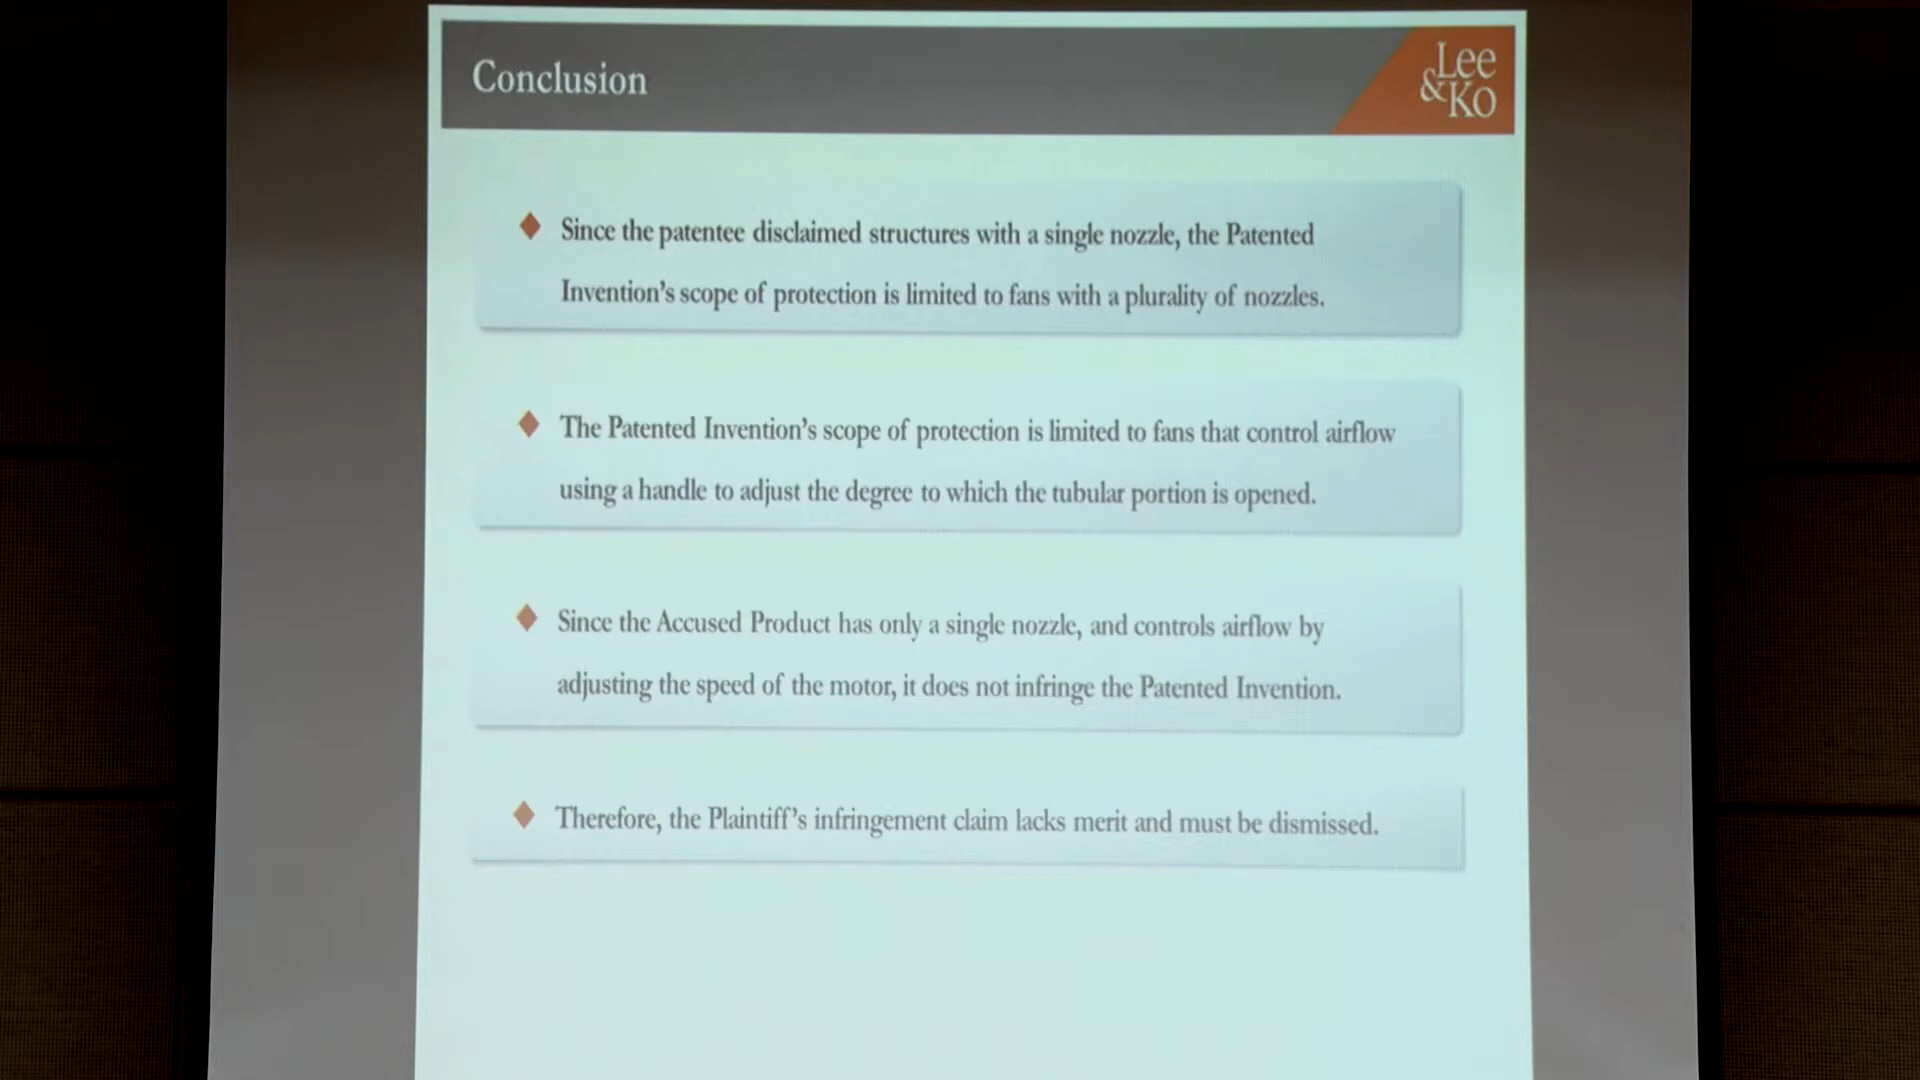 Conclusion
Lee
&KO
Since the patentee disclaimed structures with a single nozzle, the Patented
Invention's scope of protection is limited to fans with a plurality of nozzles.
The Patented Invention's scope of protection is limited to fans that control airflow
using a handle to adjust the degree to which the tubular portion is opened.
Since the Accused Product has only a single nozzle, and controls airflow by
adjusting the speed of the motor, it does not infringe the Patented Invention.
Therefore, the Plaintiff's infringement claim lacks merit and must be dismissed.